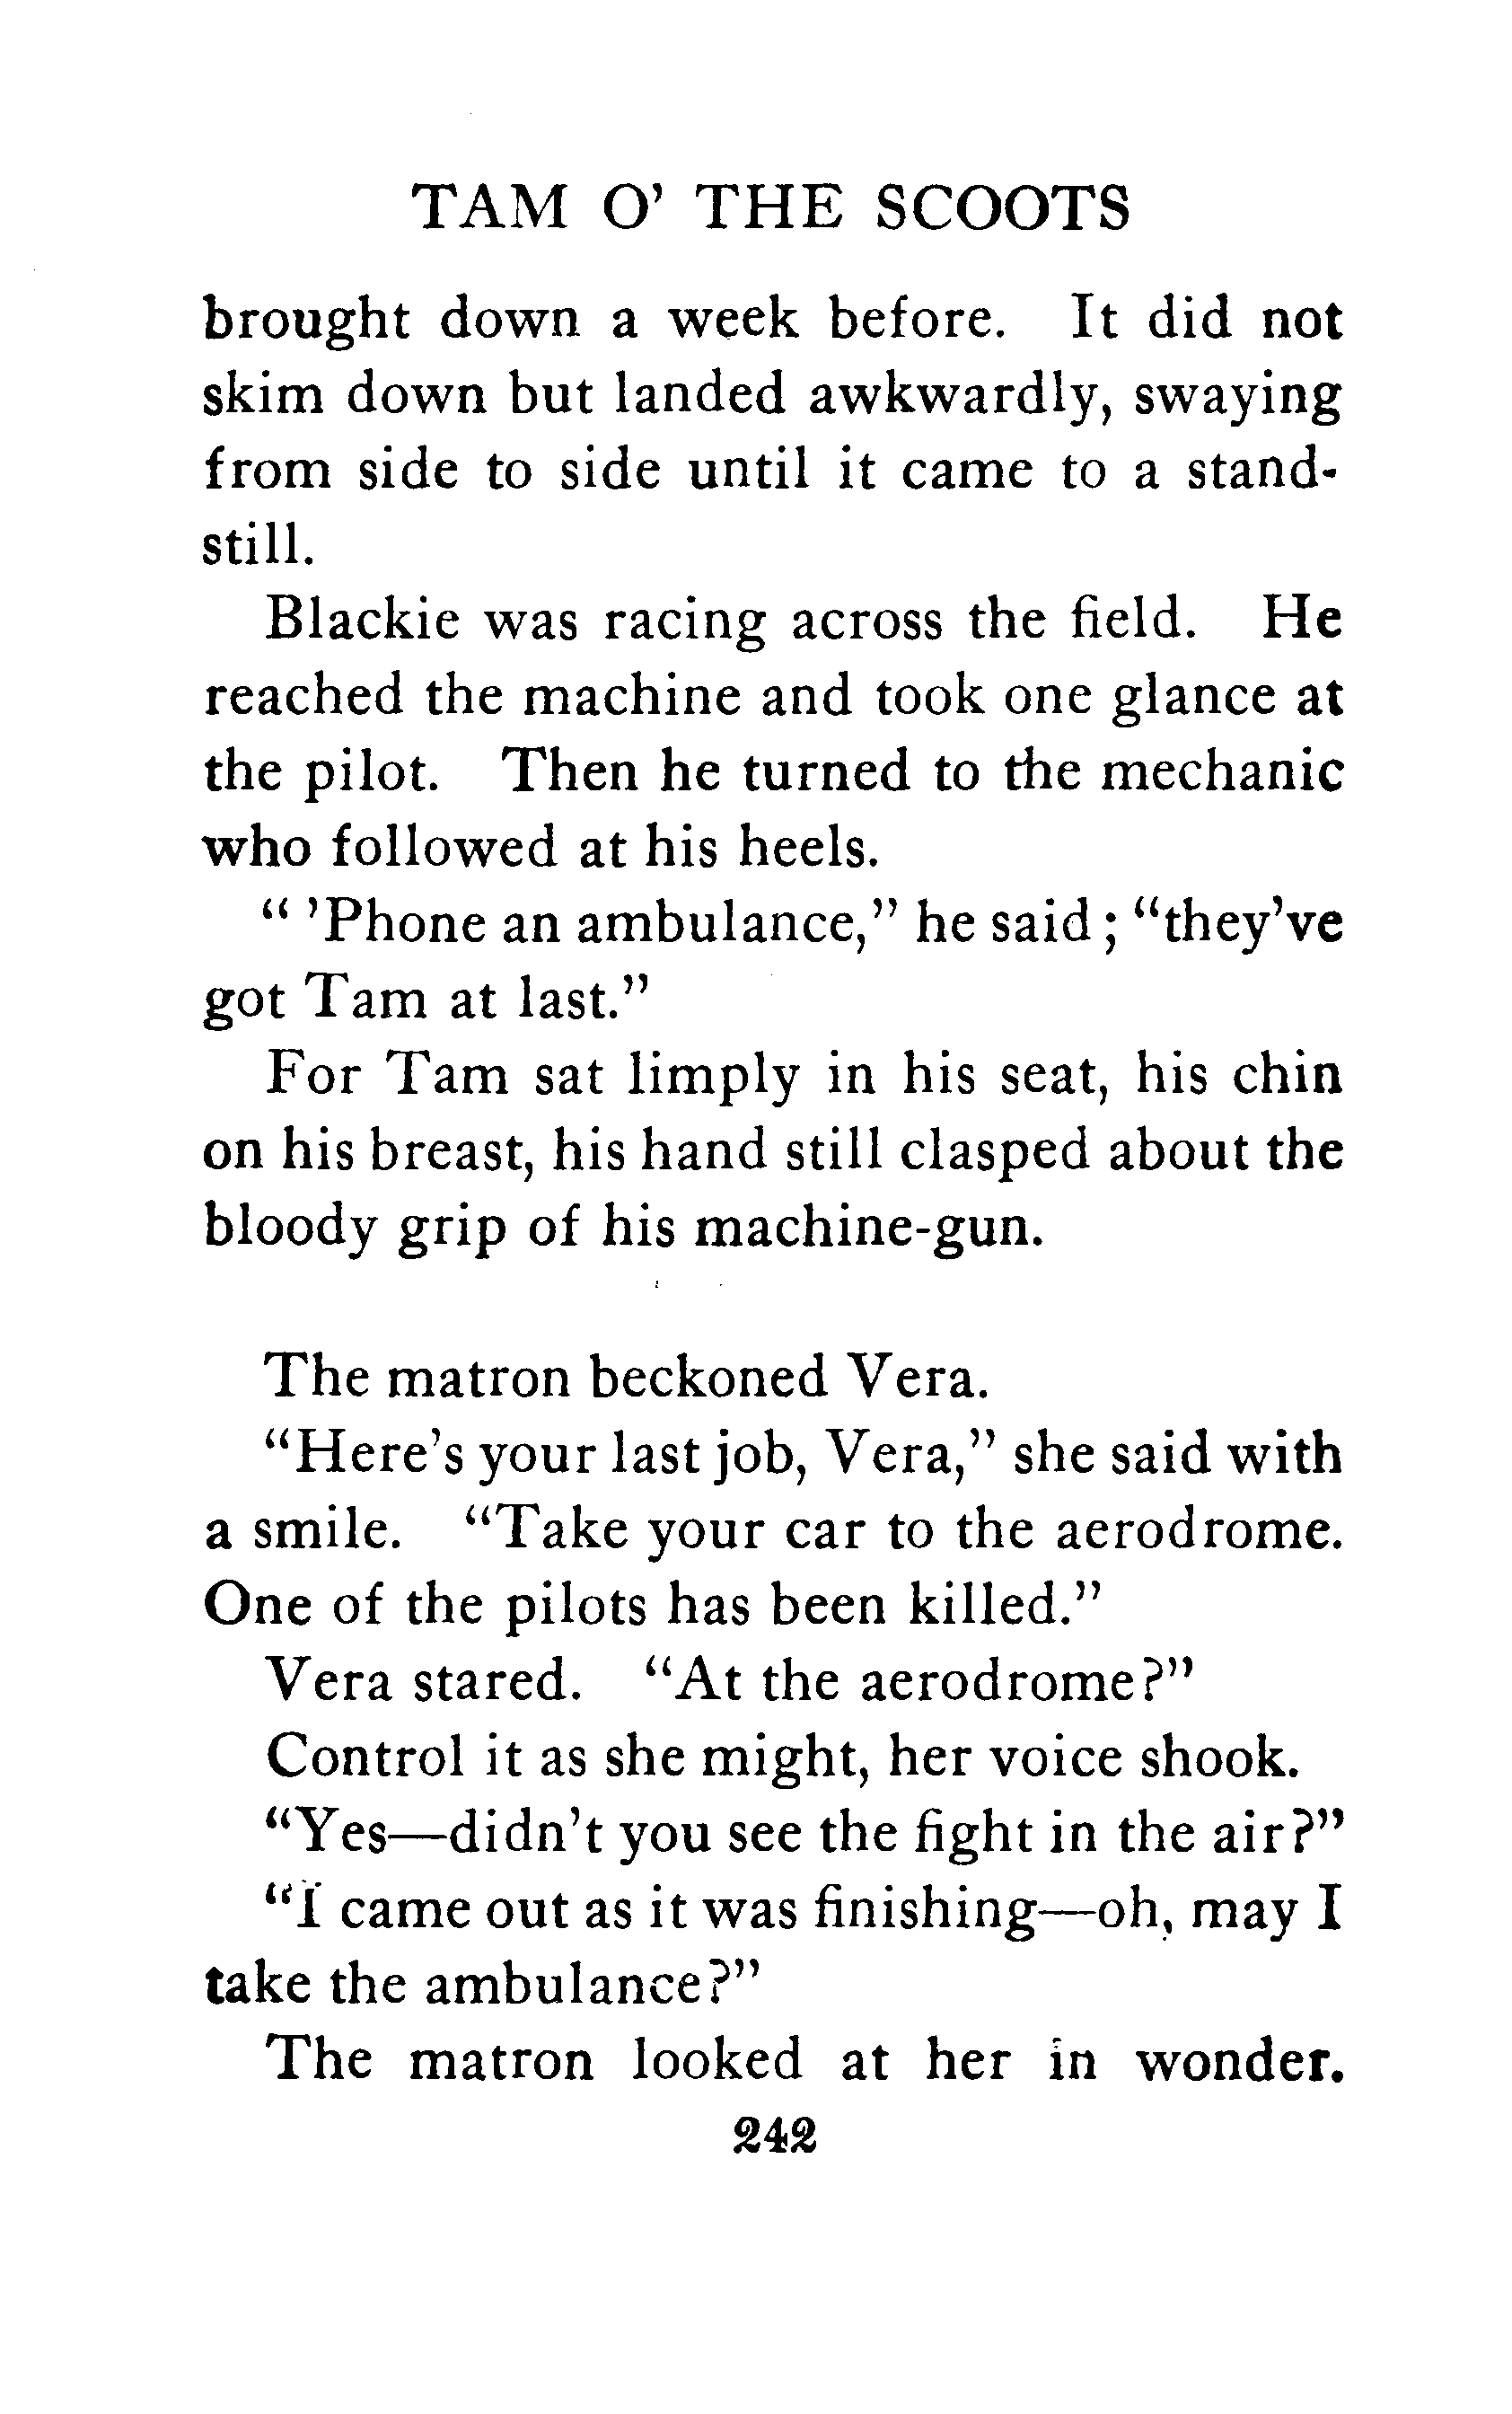 TAM O' THE SCOOTS
brought down a week before. It did not
skim down but landed awkwardly, swaying
from side to side until it came to a stand-
still.
Blackie was racing across the field. He
reached the machine and took one glance at
the pilot. Then he turned to the mechanic
who followed at his heels.
" 'Phone an ambulance," he said; "they've
got Tam at last."
For Tam sat limply in his seat, his chin
on his breast, his hand still clasped about the
bloody grip of his machine-gun.
The matron beckoned Vera.
"Here's your last job, Vera," she said with
a smile. "Take your car to the aerodrome.
One of the pilots has been killed."
Vera stared. "At the aerodrome?"
Control it as she might, her voice shook.
"Yes—didn't you see the fight in the air?"
"I came out as it was finishing—oh, may I
take the ambulance?"
The matron looked at her in wonder.
242